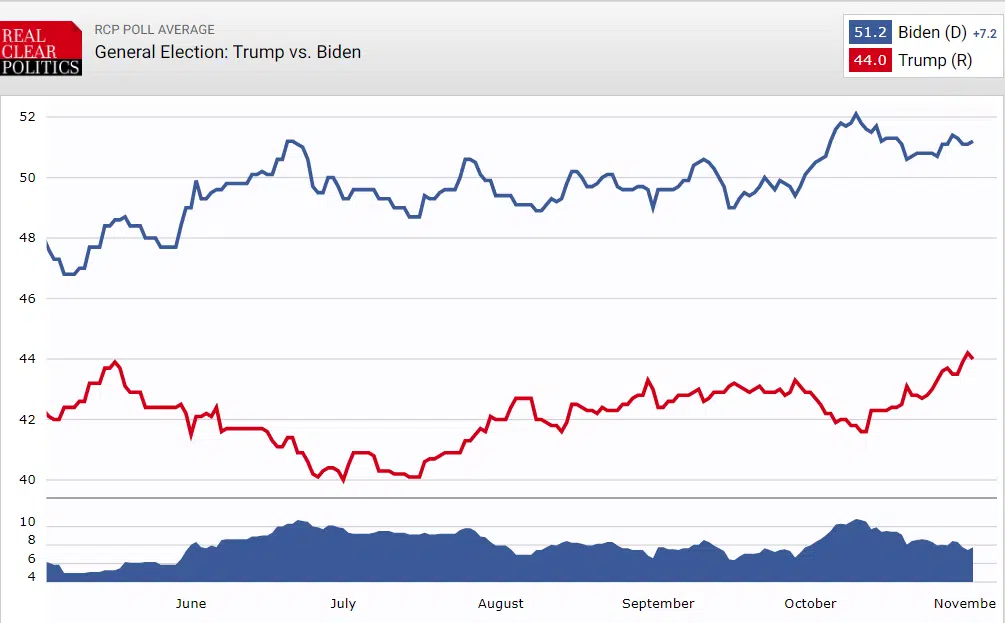 REAL
CLEAR
POLITICS
RCP POLL AVERAGE
General Election: Trump vs. Biden
51.2 Biden (D) +7.2
44.0 Trump (R)
52
50
48
46
44
42
40
10
8
6
4
June July August September October Novembe